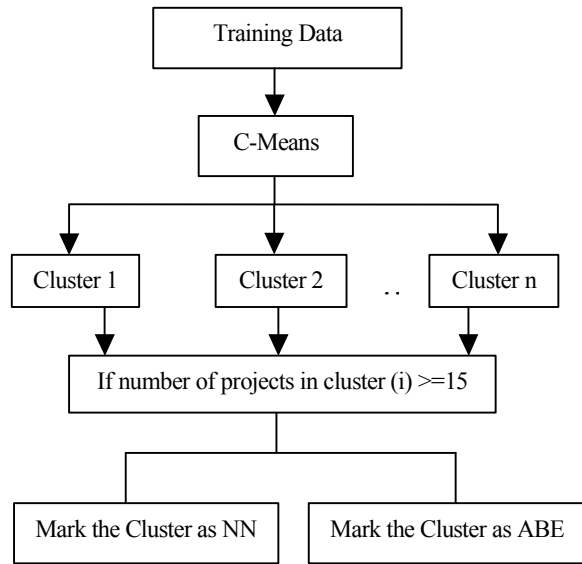 Training Data
C-Means
Cluster 1
Cluster 2
. .
Cluster n
If number of projects in cluster (i) >=15
Mark the Cluster as NN
Mark the Cluster as ABE